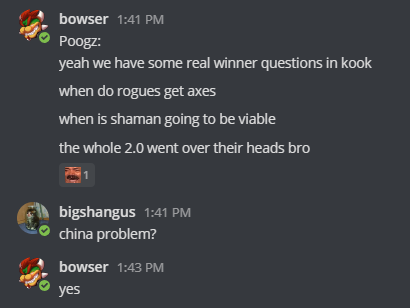 bowser 1:41 PM
Poogz:
yeah we have some real winner questions in kook
when do rogues get axes
when is shaman going to be viable
the whole 2.0 went over their heads bro
1
bigshangus 1:41 PM
china problem?
bowser 1:43 PM
yes